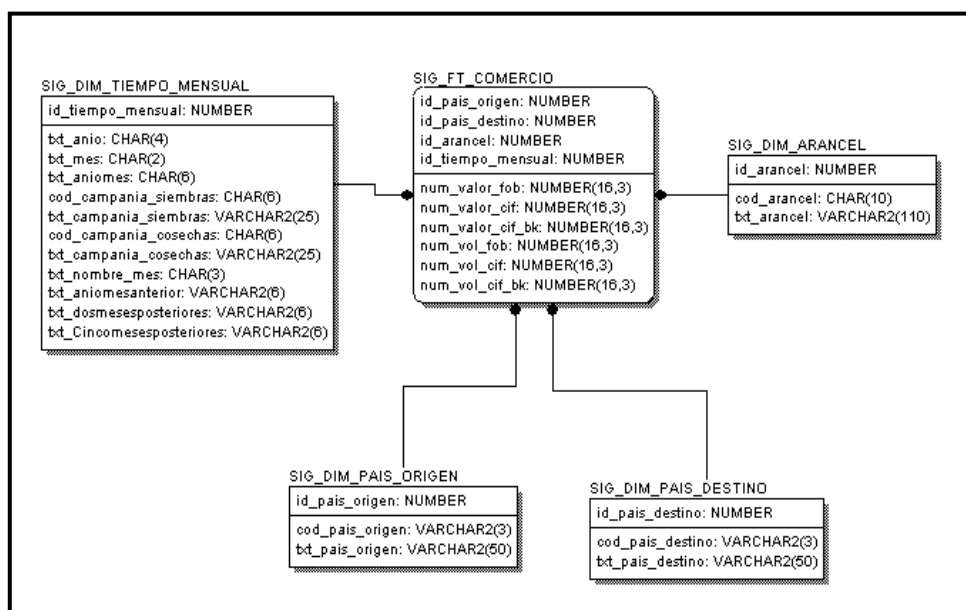 SIG_DIM_TIEMPO_MENSUAL
id_tiempo_mensual: NUMBER
txt_anio: CHAR(4)
txt_mes: CHAR(2)
txt_aniomes: CHAR(6)
cod_campania_siembras: CHAR(6)
txt_campania_siembras: VARCHAR2(25)
cod_campania_cosechas: CHAR(6)
txt_campania_cosechas: VARCHAR2(25)
txt_nombre_mes: CHAR(3)
txt_aniomesanterior: VARCHAR2(6)
txt_dosmesesposteriores: VARCHAR2(6)
txt_Cincomesesposteriores: VARCHAR2(6)
SIG_FT_COMERCIO
id_pais_origen: NUMBER
id_pais_destino: NUMBER
id_arancel: NUMBER
id_tiempo_mensual: NUMBER
num_valor_fob: NUMBER(16,3)
num_valor_cif: NUMBER(16,3)
num_valor_cif_bk: NUMBER(16,3)
num_vol_fob: NUMBER(16,3)
num_vol_cif: NUMBER(16,3)
num_vol_cif_bk: NUMBER(16,3)
SIG_DIM_ARANCEL
id_arancel: NUMBER
cod_arancel: CHAR(10)
txt_arancel: VARCHAR2(110)
SIG_DIM_PAIS_ORIGEN
id_pais_origen: NUMBER
cod_pais_origen: VARCHAR2(3)
txt_pais_origen: VARCHAR2(50)
SIG_DIM_PAIS_DESTINO
id_pais_destino: NUMBER
cod_pais_destino: VARCHAR2(3)
txt_pais_destino: VARCHAR2(50)